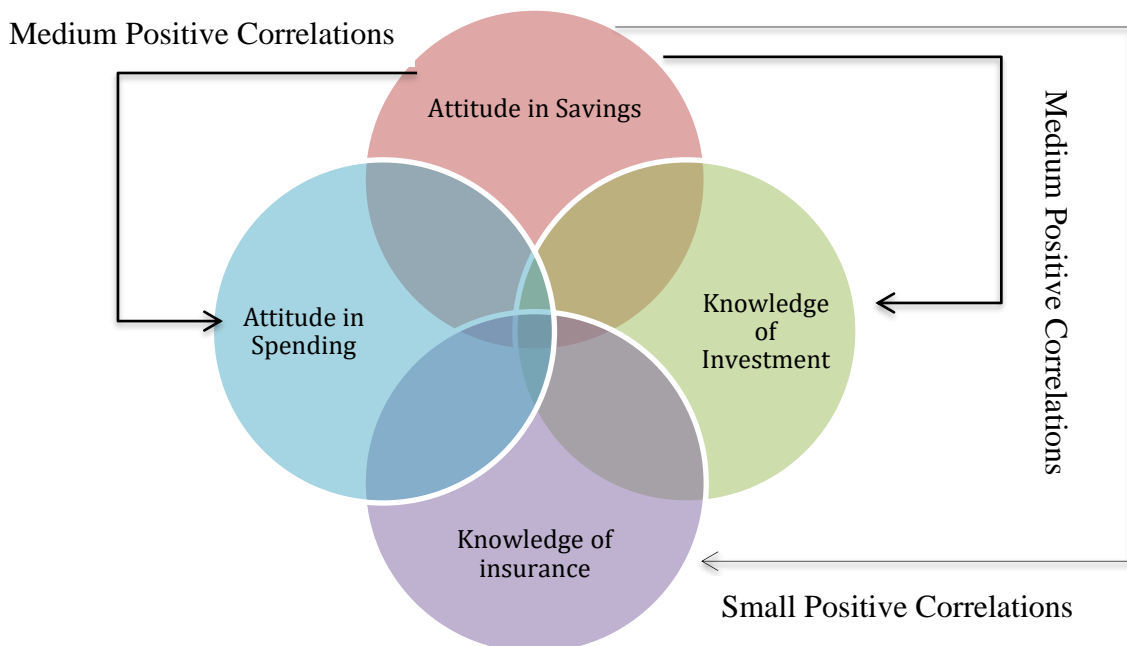 Medium Positive Correlations
Attitude in Savings
Medium Positive Correlations
Attitude in
Spending
Knowledge
of
Investment
Knowledge of
insurance
Small Positive Correlations